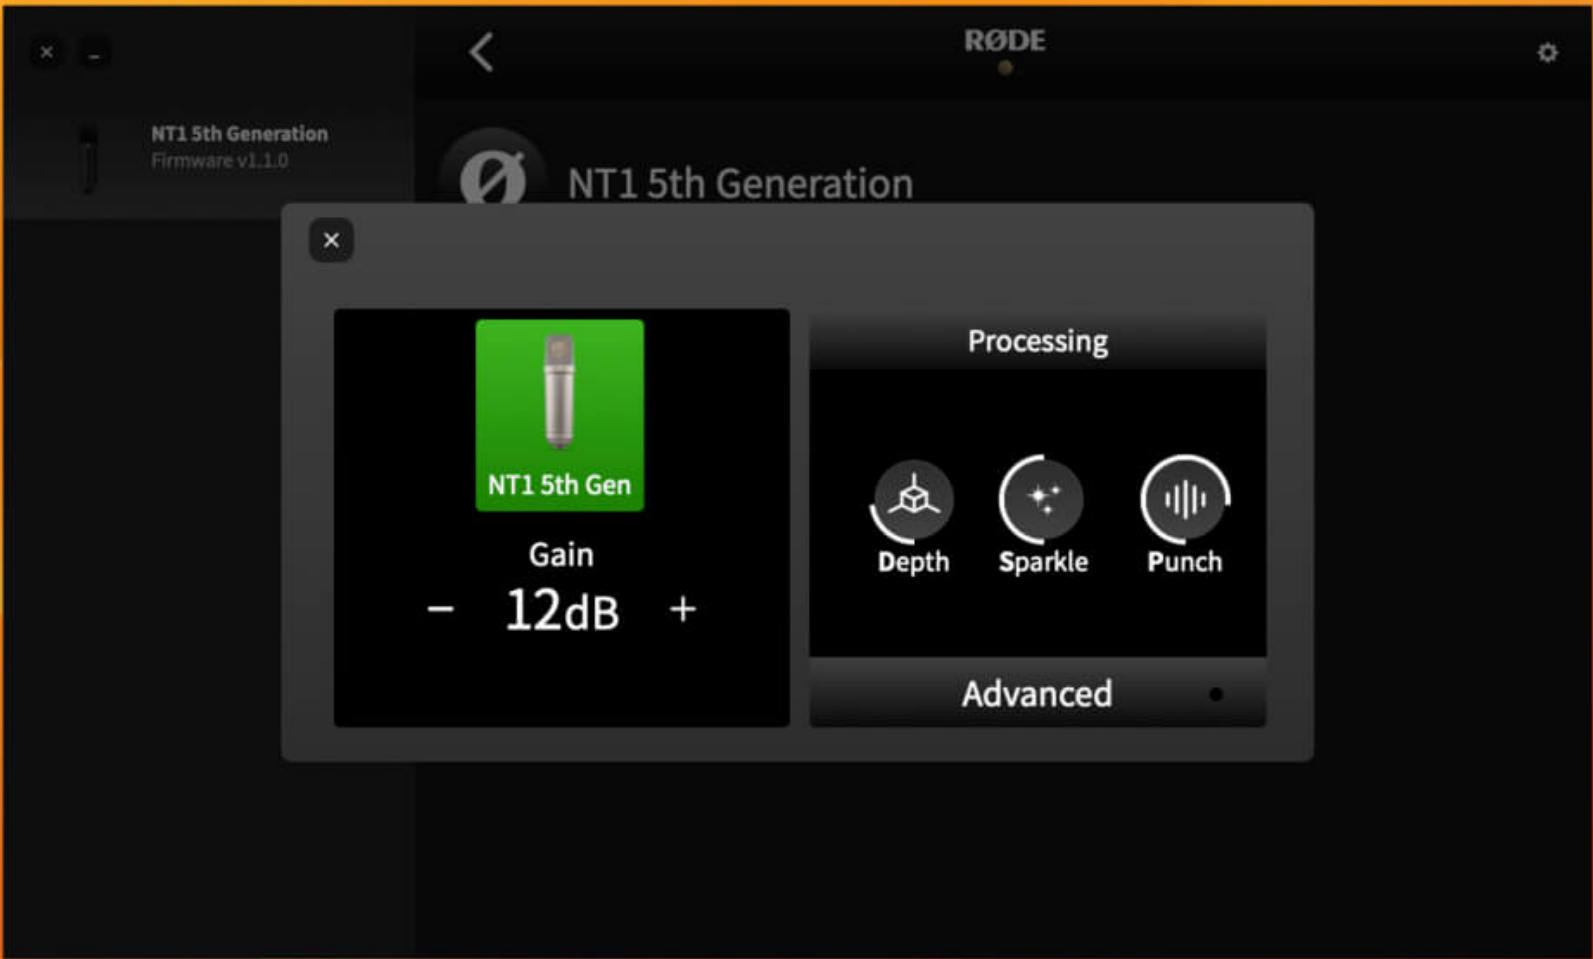 RØDE
NT1 5th Generation
Firmware v1.1.0
Ø
NT1 5th Generation
NT1 5th Gen
Gain
− 12dB +
Processing
Depth
Sparkle
Punch
Advanced